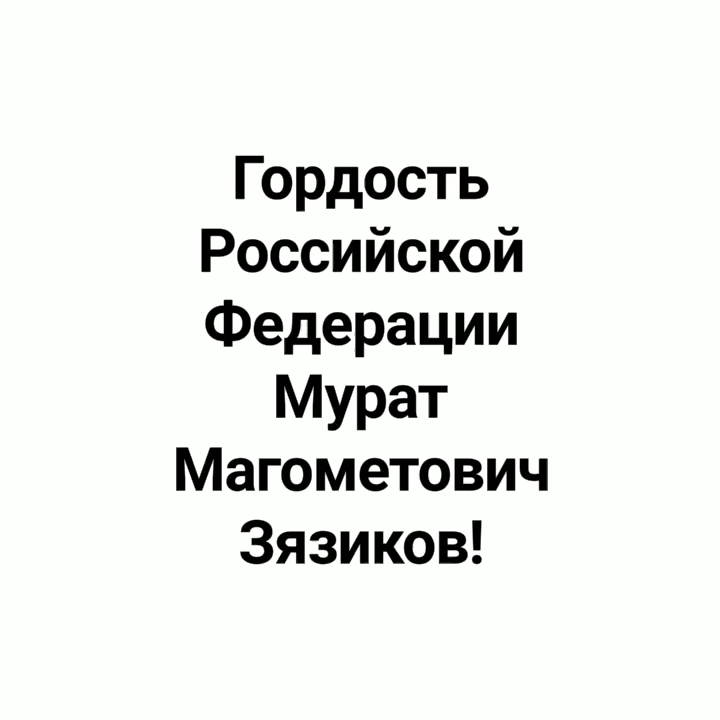 Гордость
Российской
Федерации
Мурат
Магометович
Зязиков!